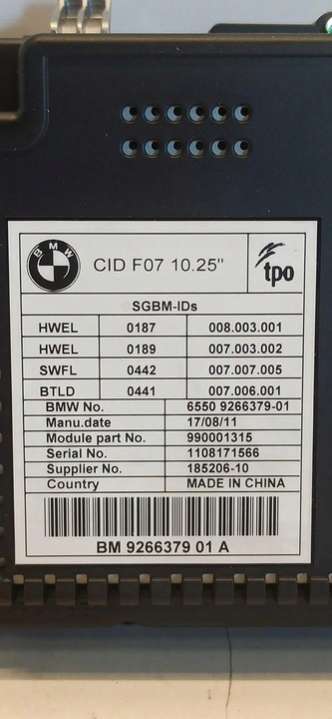 BMW
CID F07 10.25" tpo
SGBM-IDs
HWEL 0187 008.003.001
HWEL 0189 007.003.002
SWFL 0442 007.007.005
BTLD 0441 007.006.001
BMW No. 6550 9266379-01
Manu.date 17/08/11
Module part No. 990001315
Serial No. 1108171566
Supplier No. 185206-10
Country MADE IN CHINA
BM 9266379 01 A